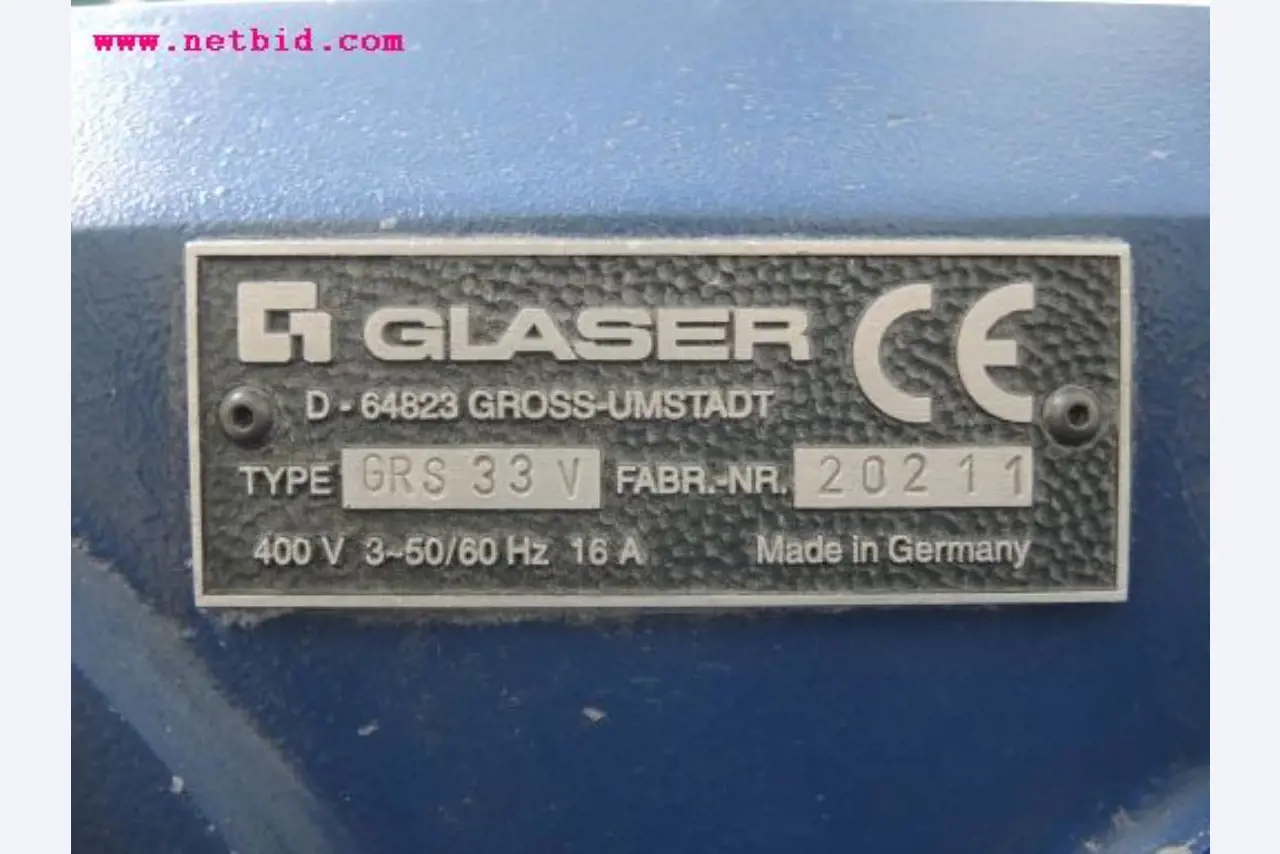 www.netbid.com
GLASER CE
D - 64823 GROSS-UMSTADT
TYPE GRS 33 V FABR.-NR. 20211
400 V 3~50/60 Hz 16 A Made in Germany